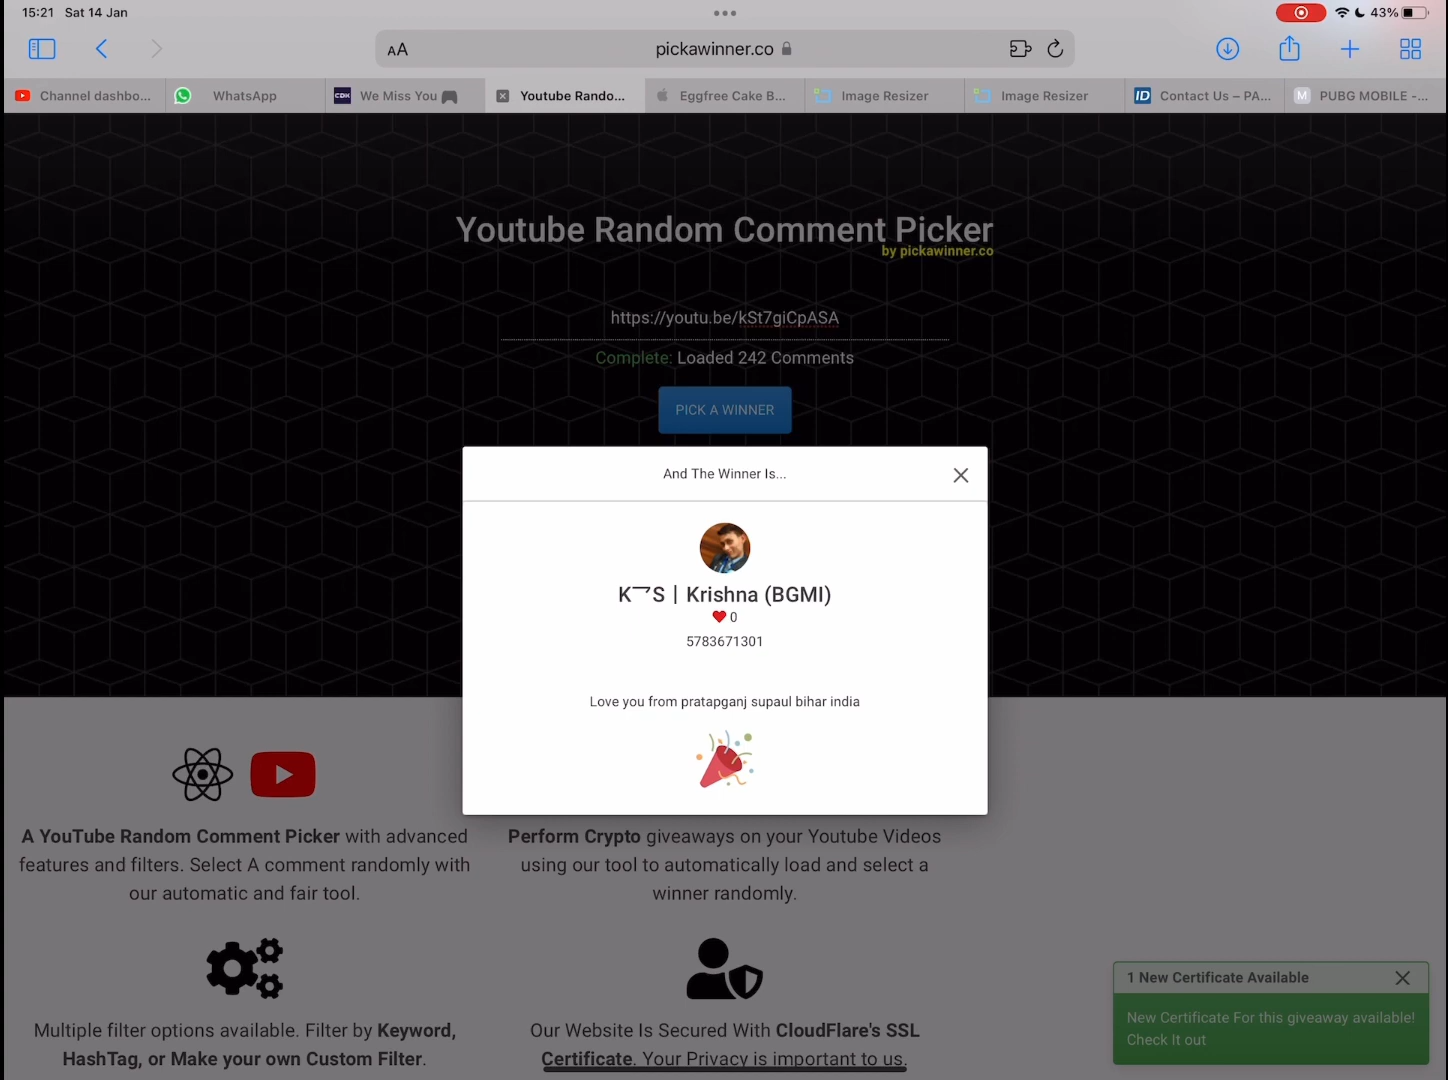 15:21 Sat 14 Jan
43%
AA
pickawinner.co
Channel dashbo...
WhatsApp
CDK
We Miss You 🎮
Youtube Rando...
Eggfree Cake B...
Image Resizer
Image Resizer
ID
Contact Us – PA...
M
PUBG MOBILE -...
Youtube Random Comment Picker
by pickawinner.co
https://youtu.be/kSt7giCpASA
Complete: Loaded 242 Comments
PICK A WINNER
And The Winner Is...
K乛S | Krishna (BGMI)
❤ 0
5783671301
Love you from pratapganj supaul bihar india
A YouTube Random Comment Picker with advanced
features and filters. Select A comment randomly with
our automatic and fair tool.
Perform Crypto giveaways on your Youtube Videos
using our tool to automatically load and select a
winner randomly.
Multiple filter options available. Filter by Keyword,
HashTag, or Make your own Custom Filter.
Our Website Is Secured With CloudFlare's SSL
Certificate. Your Privacy is important to us.
1 New Certificate Available
New Certificate For this giveaway available!
Check It out